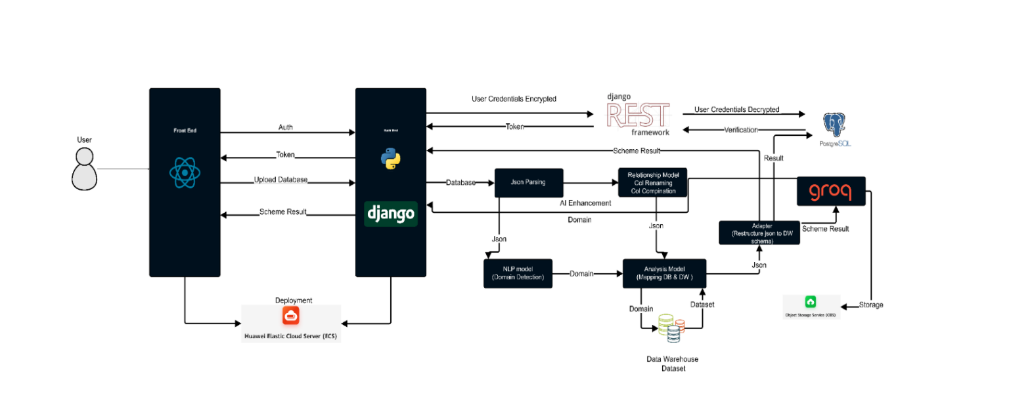 User
Front End
Auth
Token
Upload Database
Scheme Result
Back End
django
Deployment
Huawei Elastic Cloud Server (ECS)
User Credentials Encrypted
Token
django
REST
framework
User Credentials Decrypted
Verification
PostgreSQL
Scheme Result
Result
Database
Json Parsing
Relationship Model
Col Renaming
Col Compination
AI Enhancement
Domain
groq
Json
Json
Adapter
(Restructure json to DW
schema)
Scheme Result
NLP model
(Domain Detection)
Domain
Analysis Model
(Mapping DB & DW )
Json
Domain
Dataset
Data Warehouse
Dataset
Storage
Object Storage Service (OBS)